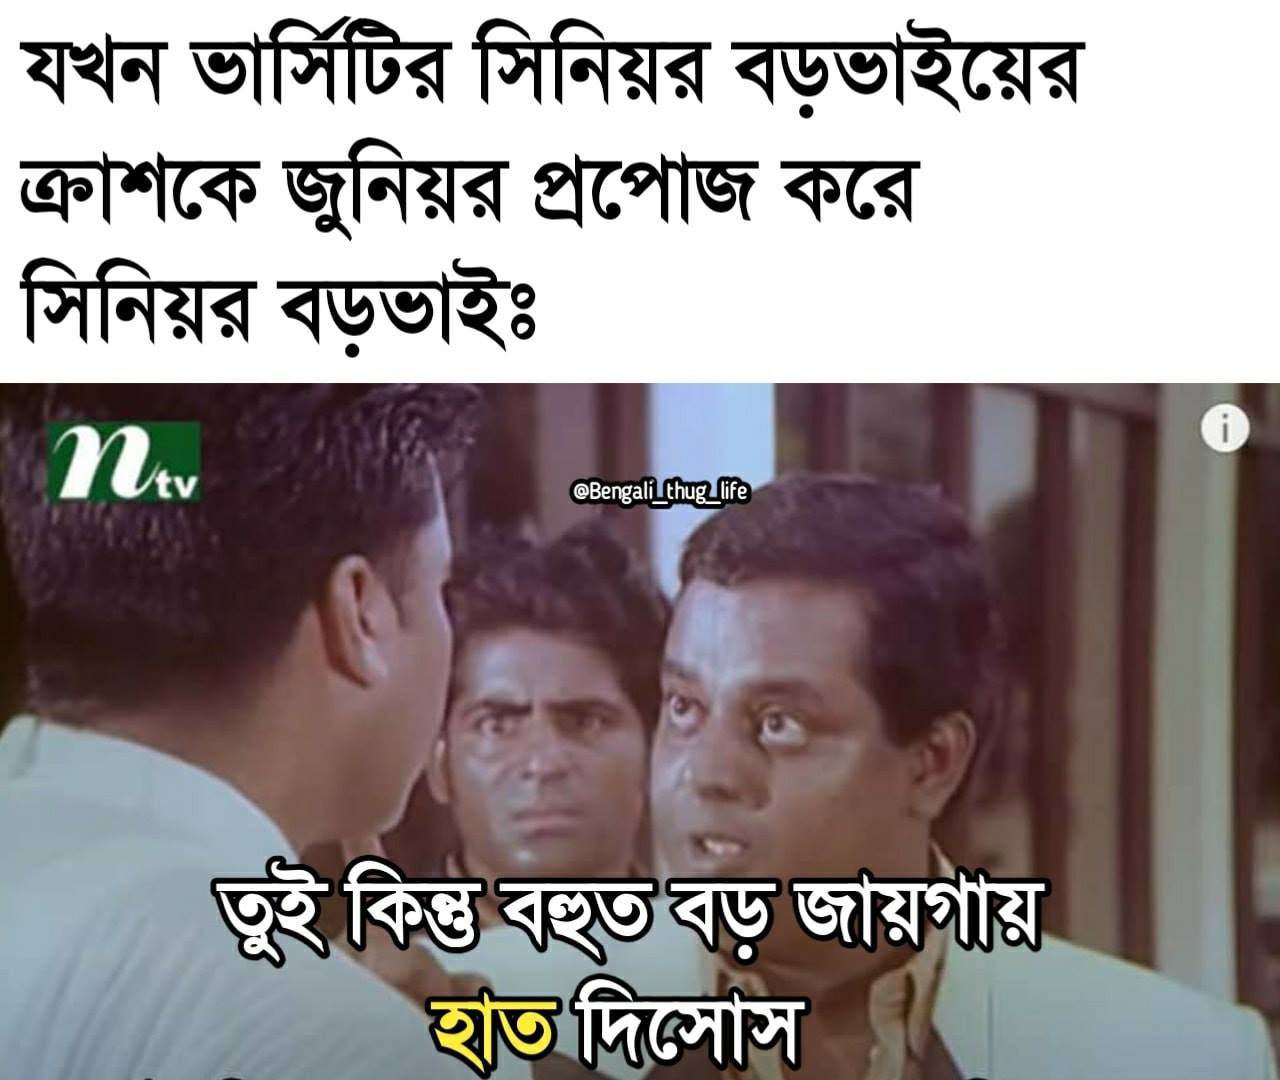 যখন ভার্সিটির সিনিয়র বড়ভাইয়ের
ক্রাশকে জুনিয়র প্রপোজ করে
সিনিয়র বড়ভাইঃ
ntv
i
@Bengali_thug_life
তুই কিন্তু বহুত বড় জায়গায়
হাত দিসোস